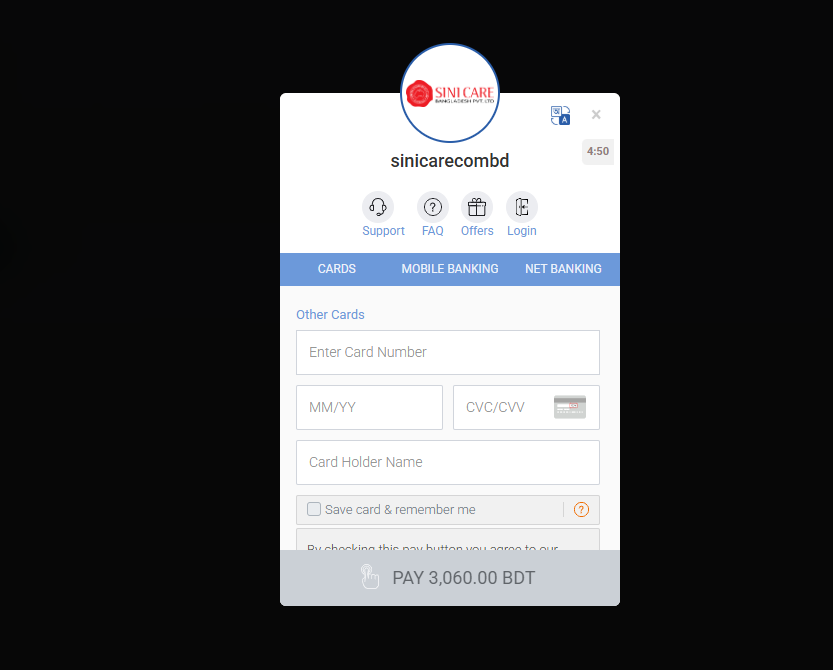 SINI CARE
BANGLADESH PVT. LTD
×
4:50
sinicarecombd
Support FAQ Offers Login
CARDS MOBILE BANKING NET BANKING
Other Cards
Enter Card Number
MM/YY CVC/CVV
Card Holder Name
Save card & remember me ?
By checking this pay button you agree to our
PAY 3,060.00 BDT